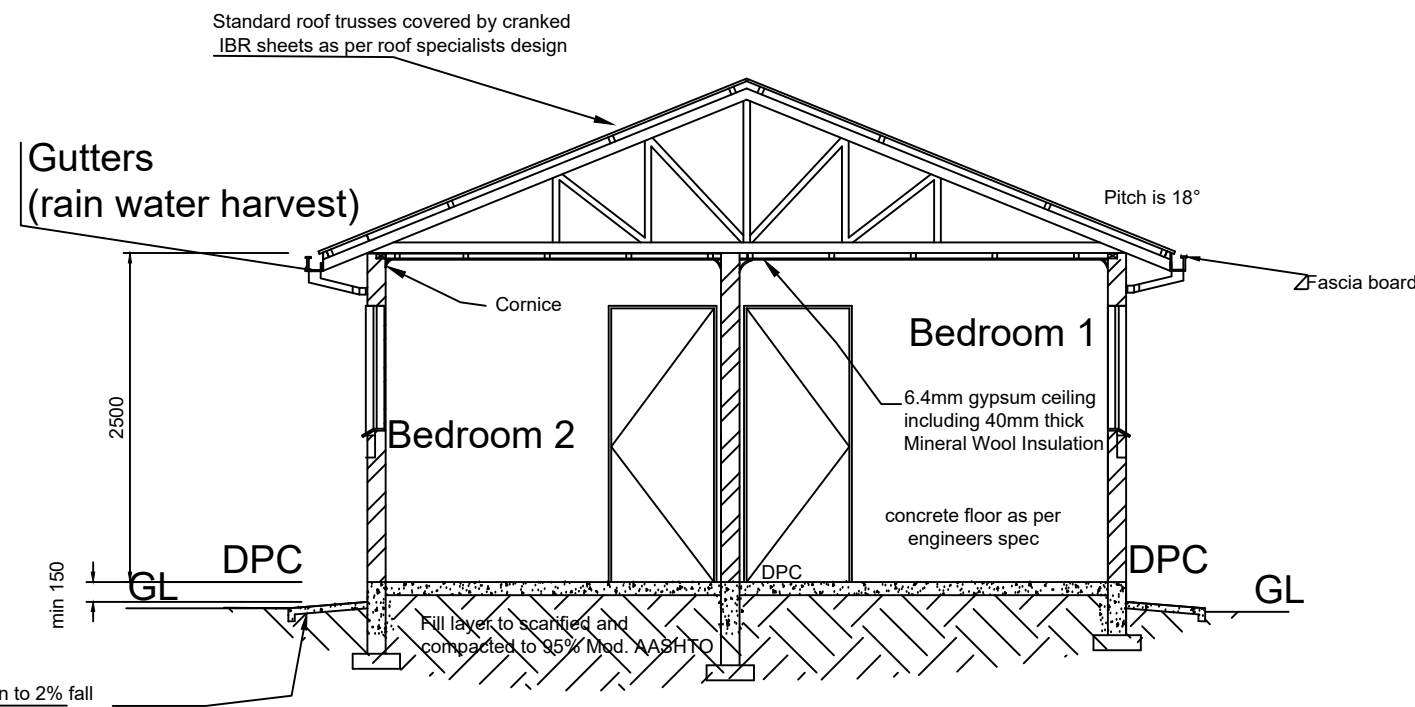 Standard roof trusses covered by cranked
IBR sheets as per roof specialists design
Gutters
(rain water harvest)
Pitch is 18°
Fascia board
Cornice
Bedroom 1
6.4mm gypsum ceiling
including 40mm thick
Mineral Wool Insulation
2500
Bedroom 2
concrete floor as per
engineers spec
DPC
DPC
DPC
GL
GL
min 150
Fill layer to scarified and
compacted to 95% Mod. AASHTO
to 2% fall